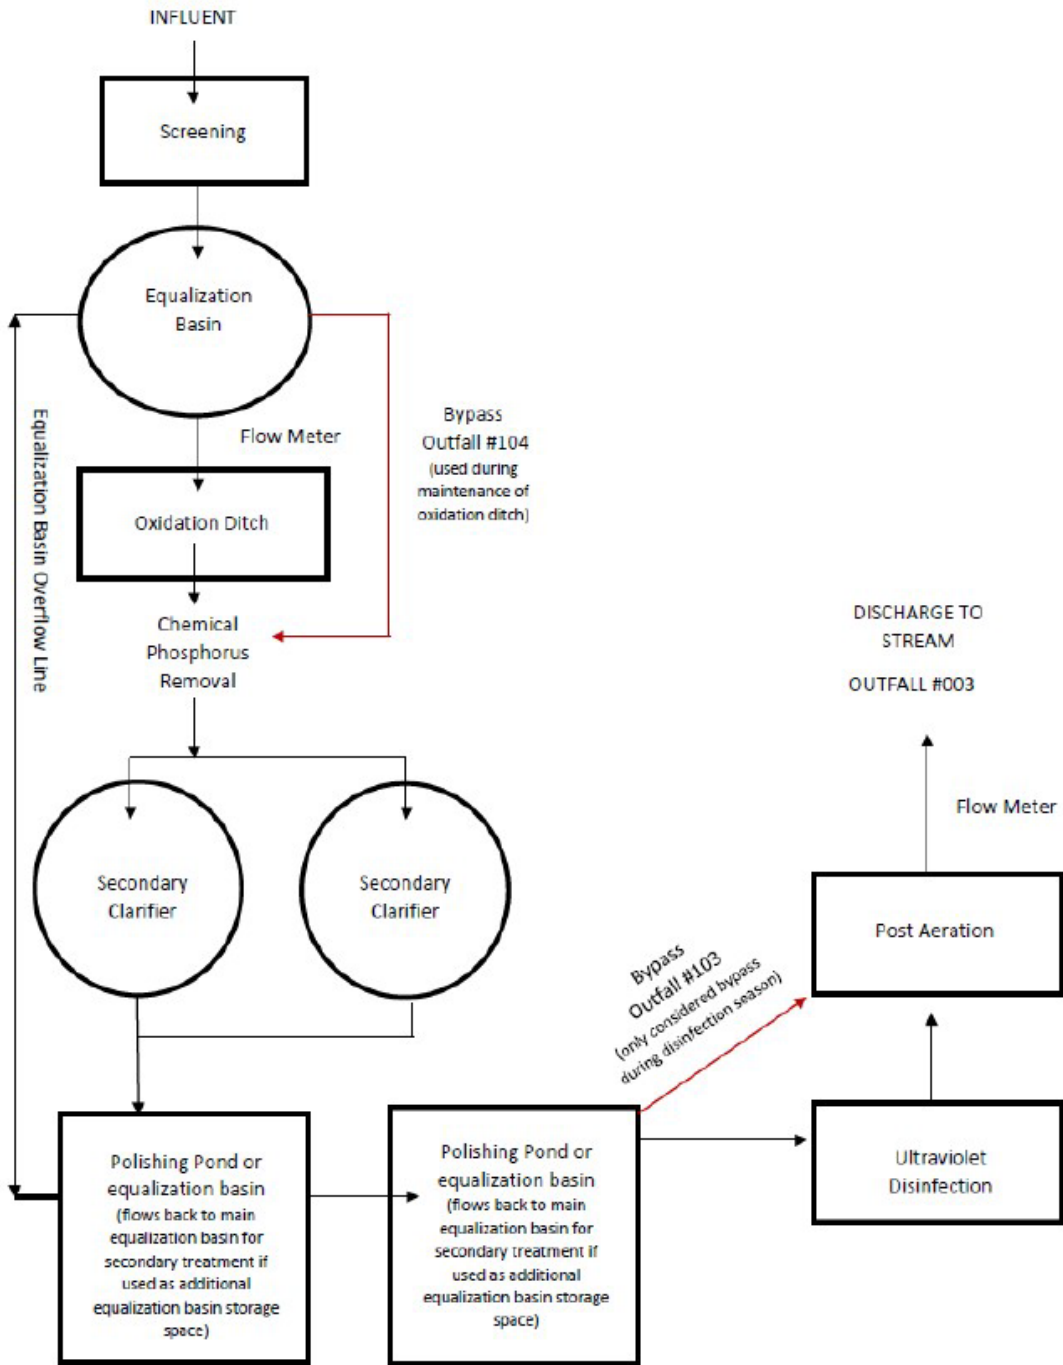 INFLUENT
Screening
Equalization
Basin
Flow Meter
Bypass
Outfall #104
(used during
maintenance of
oxidation ditch)
Equalization Basin Overflow Line
Oxidation Ditch
Chemical
Phosphorus
Removal
DISCHARGE TO
STREAM
OUTFALL #003
Flow Meter
Secondary
Clarifier
Secondary
Clarifier
Post Aeration
Bypass
Outfall #103
(only considered bypass
during disinfection season)
Polishing Pond or
equalization basin
(flows back to main
equalization basin for
secondary treatment if
used as additional
equalization basin storage
space)
Polishing Pond or
equalization basin
(flows back to main
equalization basin for
secondary treatment if
used as additional
equalization basin storage
space)
Ultraviolet
Disinfection